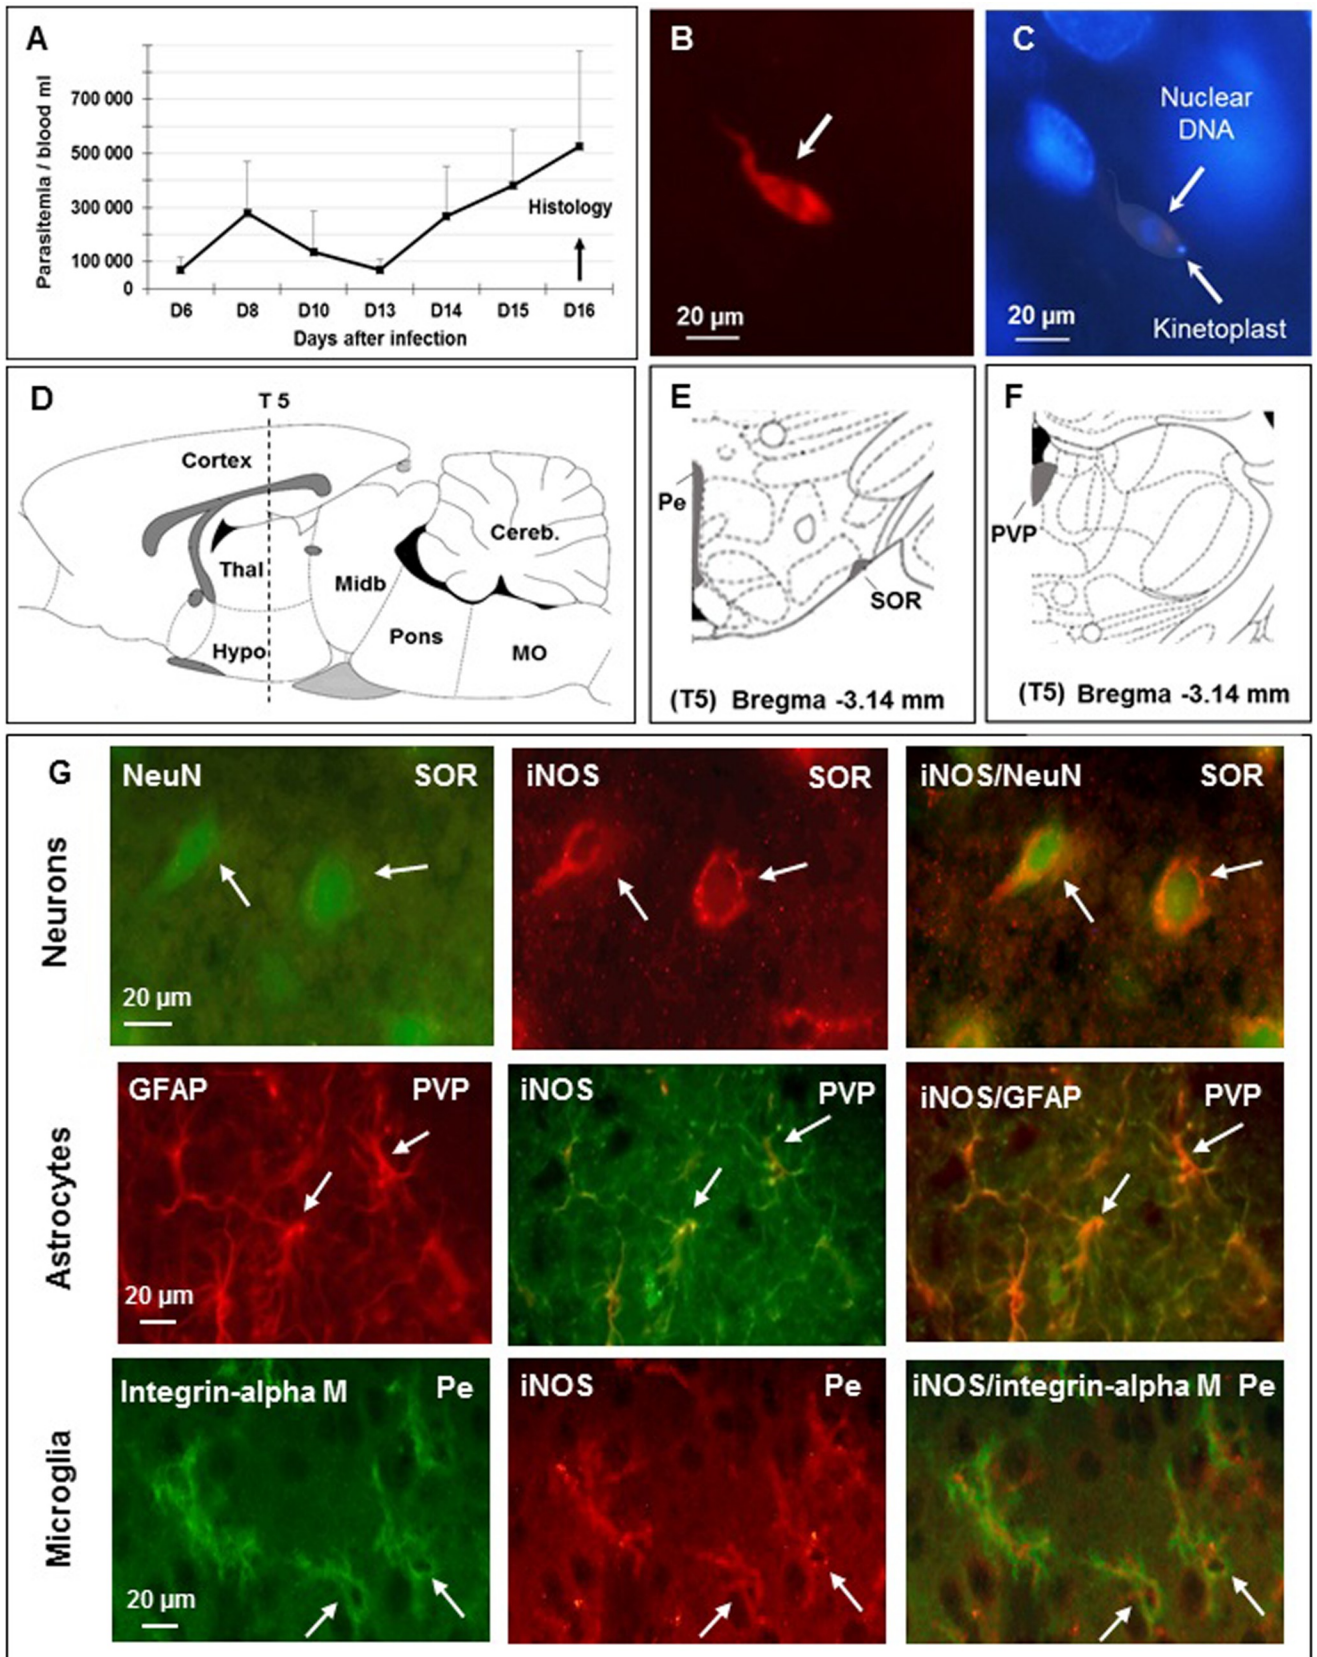 A
Parasitemia / blood ml
700 000
500 000
300 000
100 000
0
Histology
D6 D8 D10 D13 D14 D15 D16
Days after infection
B
20 µm
C
Nuclear
DNA
20 µm
Kinetoplast
D
T 5
Cortex
Thal
Cereb.
Midb
Hypo
Pons
MO
E
Pe
SOR
(T5) Bregma -3.14 mm
F
PVP
(T5) Bregma -3.14 mm
G
Neurons
NeuN SOR
20 µm
iNOS SOR
iNOS/NeuN SOR
Astrocytes
GFAP PVP
20 µm
iNOS PVP
iNOS/GFAP PVP
Microglia
Integrin-alpha M Pe
20 µm
iNOS Pe
iNOS/integrin-alpha M Pe